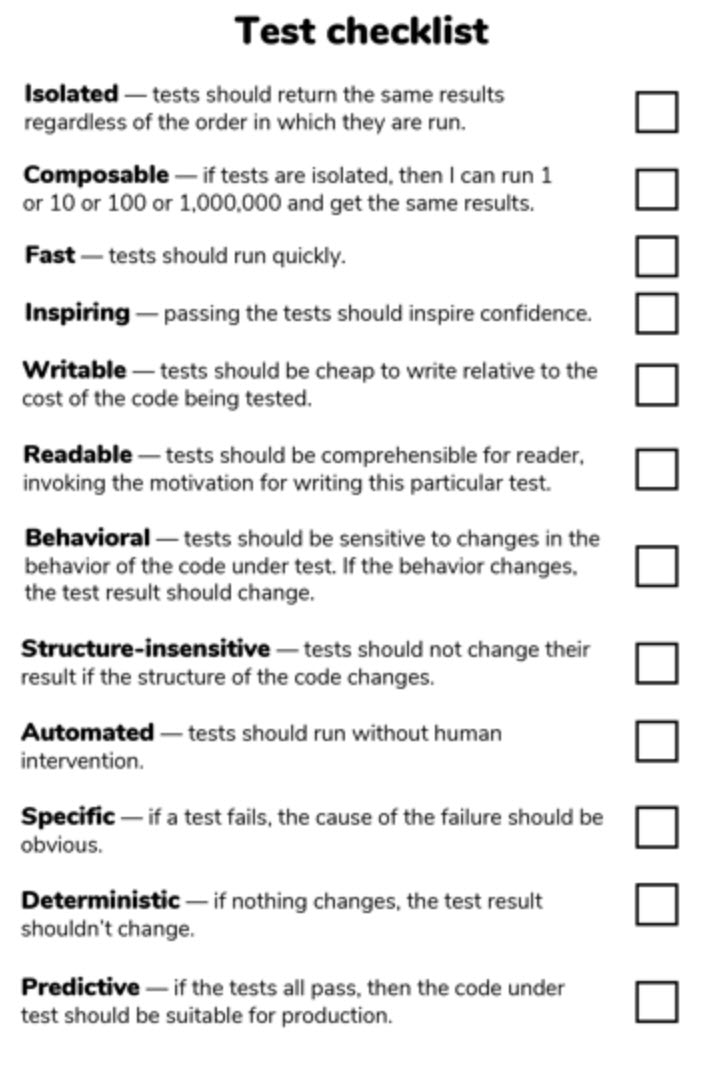 Test checklist
Isolated — tests should return the same results
regardless of the order in which they are run.
Composable — if tests are isolated, then I can run 1
or 10 or 100 or 1,000,000 and get the same results.
Fast — tests should run quickly.
Inspiring — passing the tests should inspire confidence.
Writable — tests should be cheap to write relative to the
cost of the code being tested.
Readable — tests should be comprehensible for reader,
invoking the motivation for writing this particular test.
Behavioral — tests should be sensitive to changes in the
behavior of the code under test. If the behavior changes,
the test result should change.
Structure-insensitive — tests should not change their
result if the structure of the code changes.
Automated — tests should run without human
intervention.
Specific — if a test fails, the cause of the failure should be
obvious.
Deterministic — if nothing changes, the test result
shouldn't change.
Predictive — if the tests all pass, then the code under
test should be suitable for production.